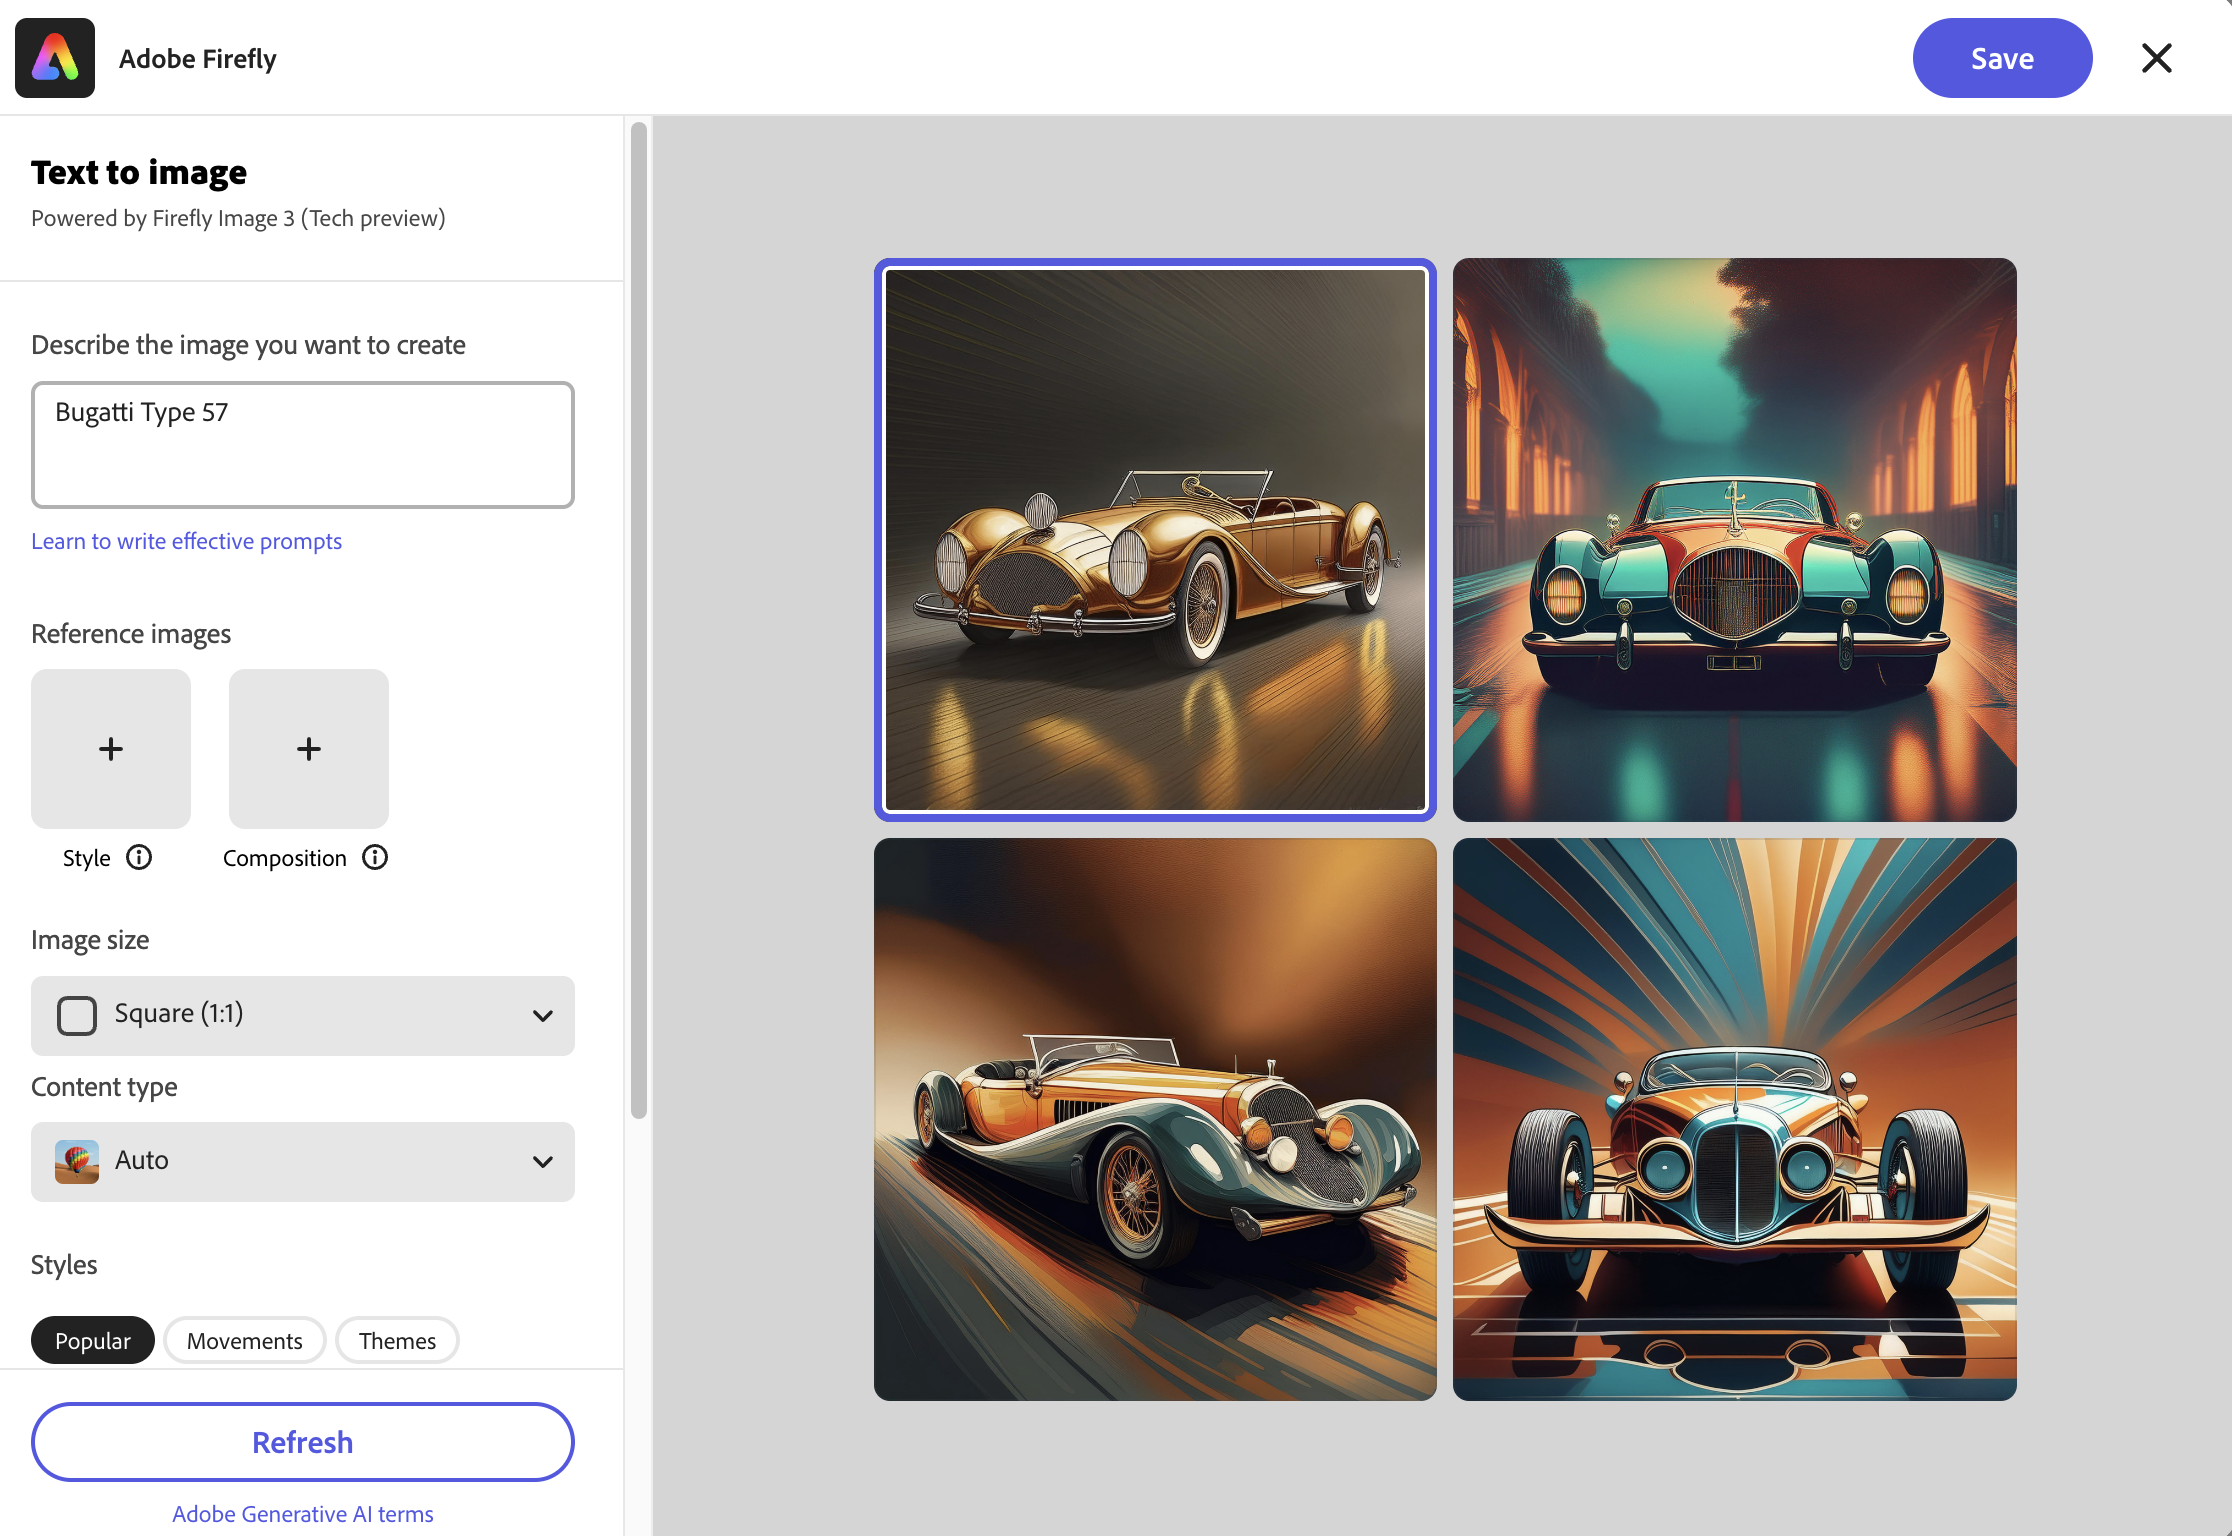 Adobe Firefly
Save
Text to image
Powered by Firefly Image 3 (Tech preview)
Describe the image you want to create
Bugatti Type 57
Learn to write effective prompts
Reference images
Style
Composition
Image size
Square (1:1)
Content type
Auto
Styles
Popular Movements Themes
Refresh
Adobe Generative AI terms